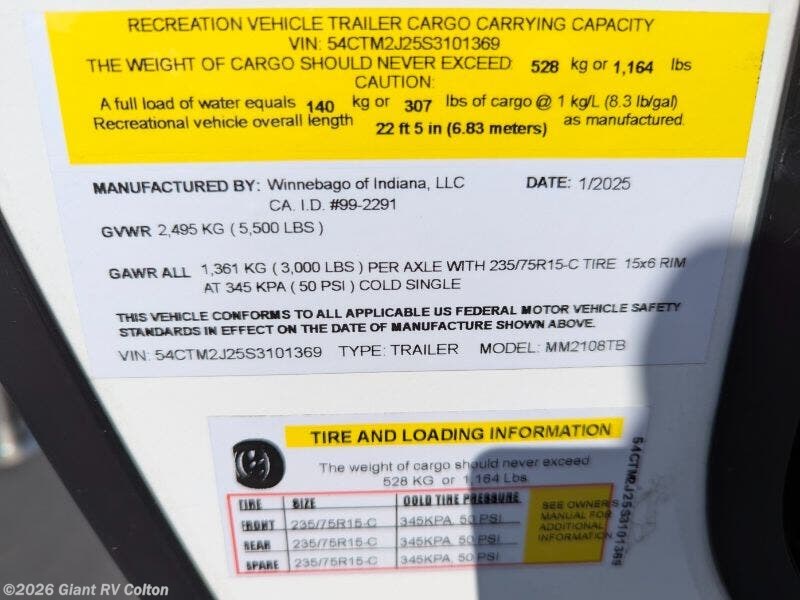 RECREATION VEHICLE TRAILER CARGO CARRYING CAPACITY
VIN: 54CTM2J25S3101369
THE WEIGHT OF CARGO SHOULD NEVER EXCEED: 528 kg or 1,164 lbs
CAUTION:
A full load of water equals 140 kg or 307 lbs of cargo @ 1 kg/L (8.3 lb/gal)
Recreational vehicle overall length 22 ft 5 in (6.83 meters) as manufactured.
MANUFACTURED BY: Winnebago of Indiana, LLC DATE: 1/2025
CA. I.D. #99-2291
GVWR 2,495 KG ( 5,500 LBS )
GAWR ALL 1,361 KG ( 3,000 LBS ) PER AXLE WITH 235/75R15-C TIRE 15x6 RIM
AT 345 KPA ( 50 PSI ) COLD SINGLE
THIS VEHICLE CONFORMS TO ALL APPLICABLE US FEDERAL MOTOR VEHICLE SAFETY
STANDARDS IN EFFECT ON THE DATE OF MANUFACTURE SHOWN ABOVE.
VIN: 54CTM2J25S3101369 TYPE: TRAILER MODEL: MM2108TB
TIRE AND LOADING INFORMATION
The weight of cargo should never exceed
528 KG or 1,164 Lbs.
TIRE SIZE COLD TIRE PRESSURE
FRONT 235/75R15-C 345KPA, 50 PSI
REAR 235/75R15-C 345KPA, 50 PSI
SPARE 235/75R15-C 345KPA, 50 PSI
SEE OWNER'S
MANUAL FOR
ADDITIONAL
INFORMATION
54CTM2J25S3101369
©2026 Giant RV Colton